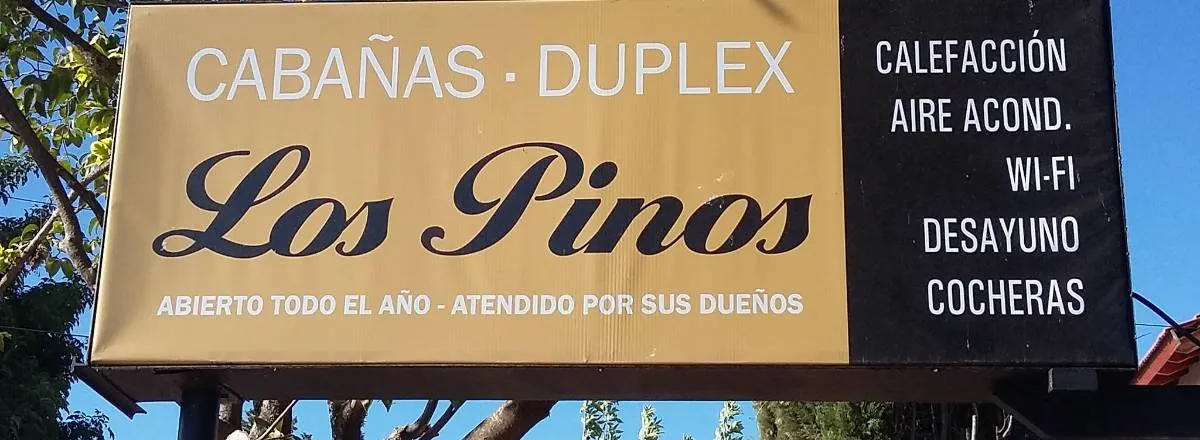 CABAÑAS · DUPLEX
Los Pinos
ABIERTO TODO EL AÑO - ATENDIDO POR SUS DUEÑOS
CALEFACCIÓN
AIRE ACOND.
WI-FI
DESAYUNO
COCHERAS